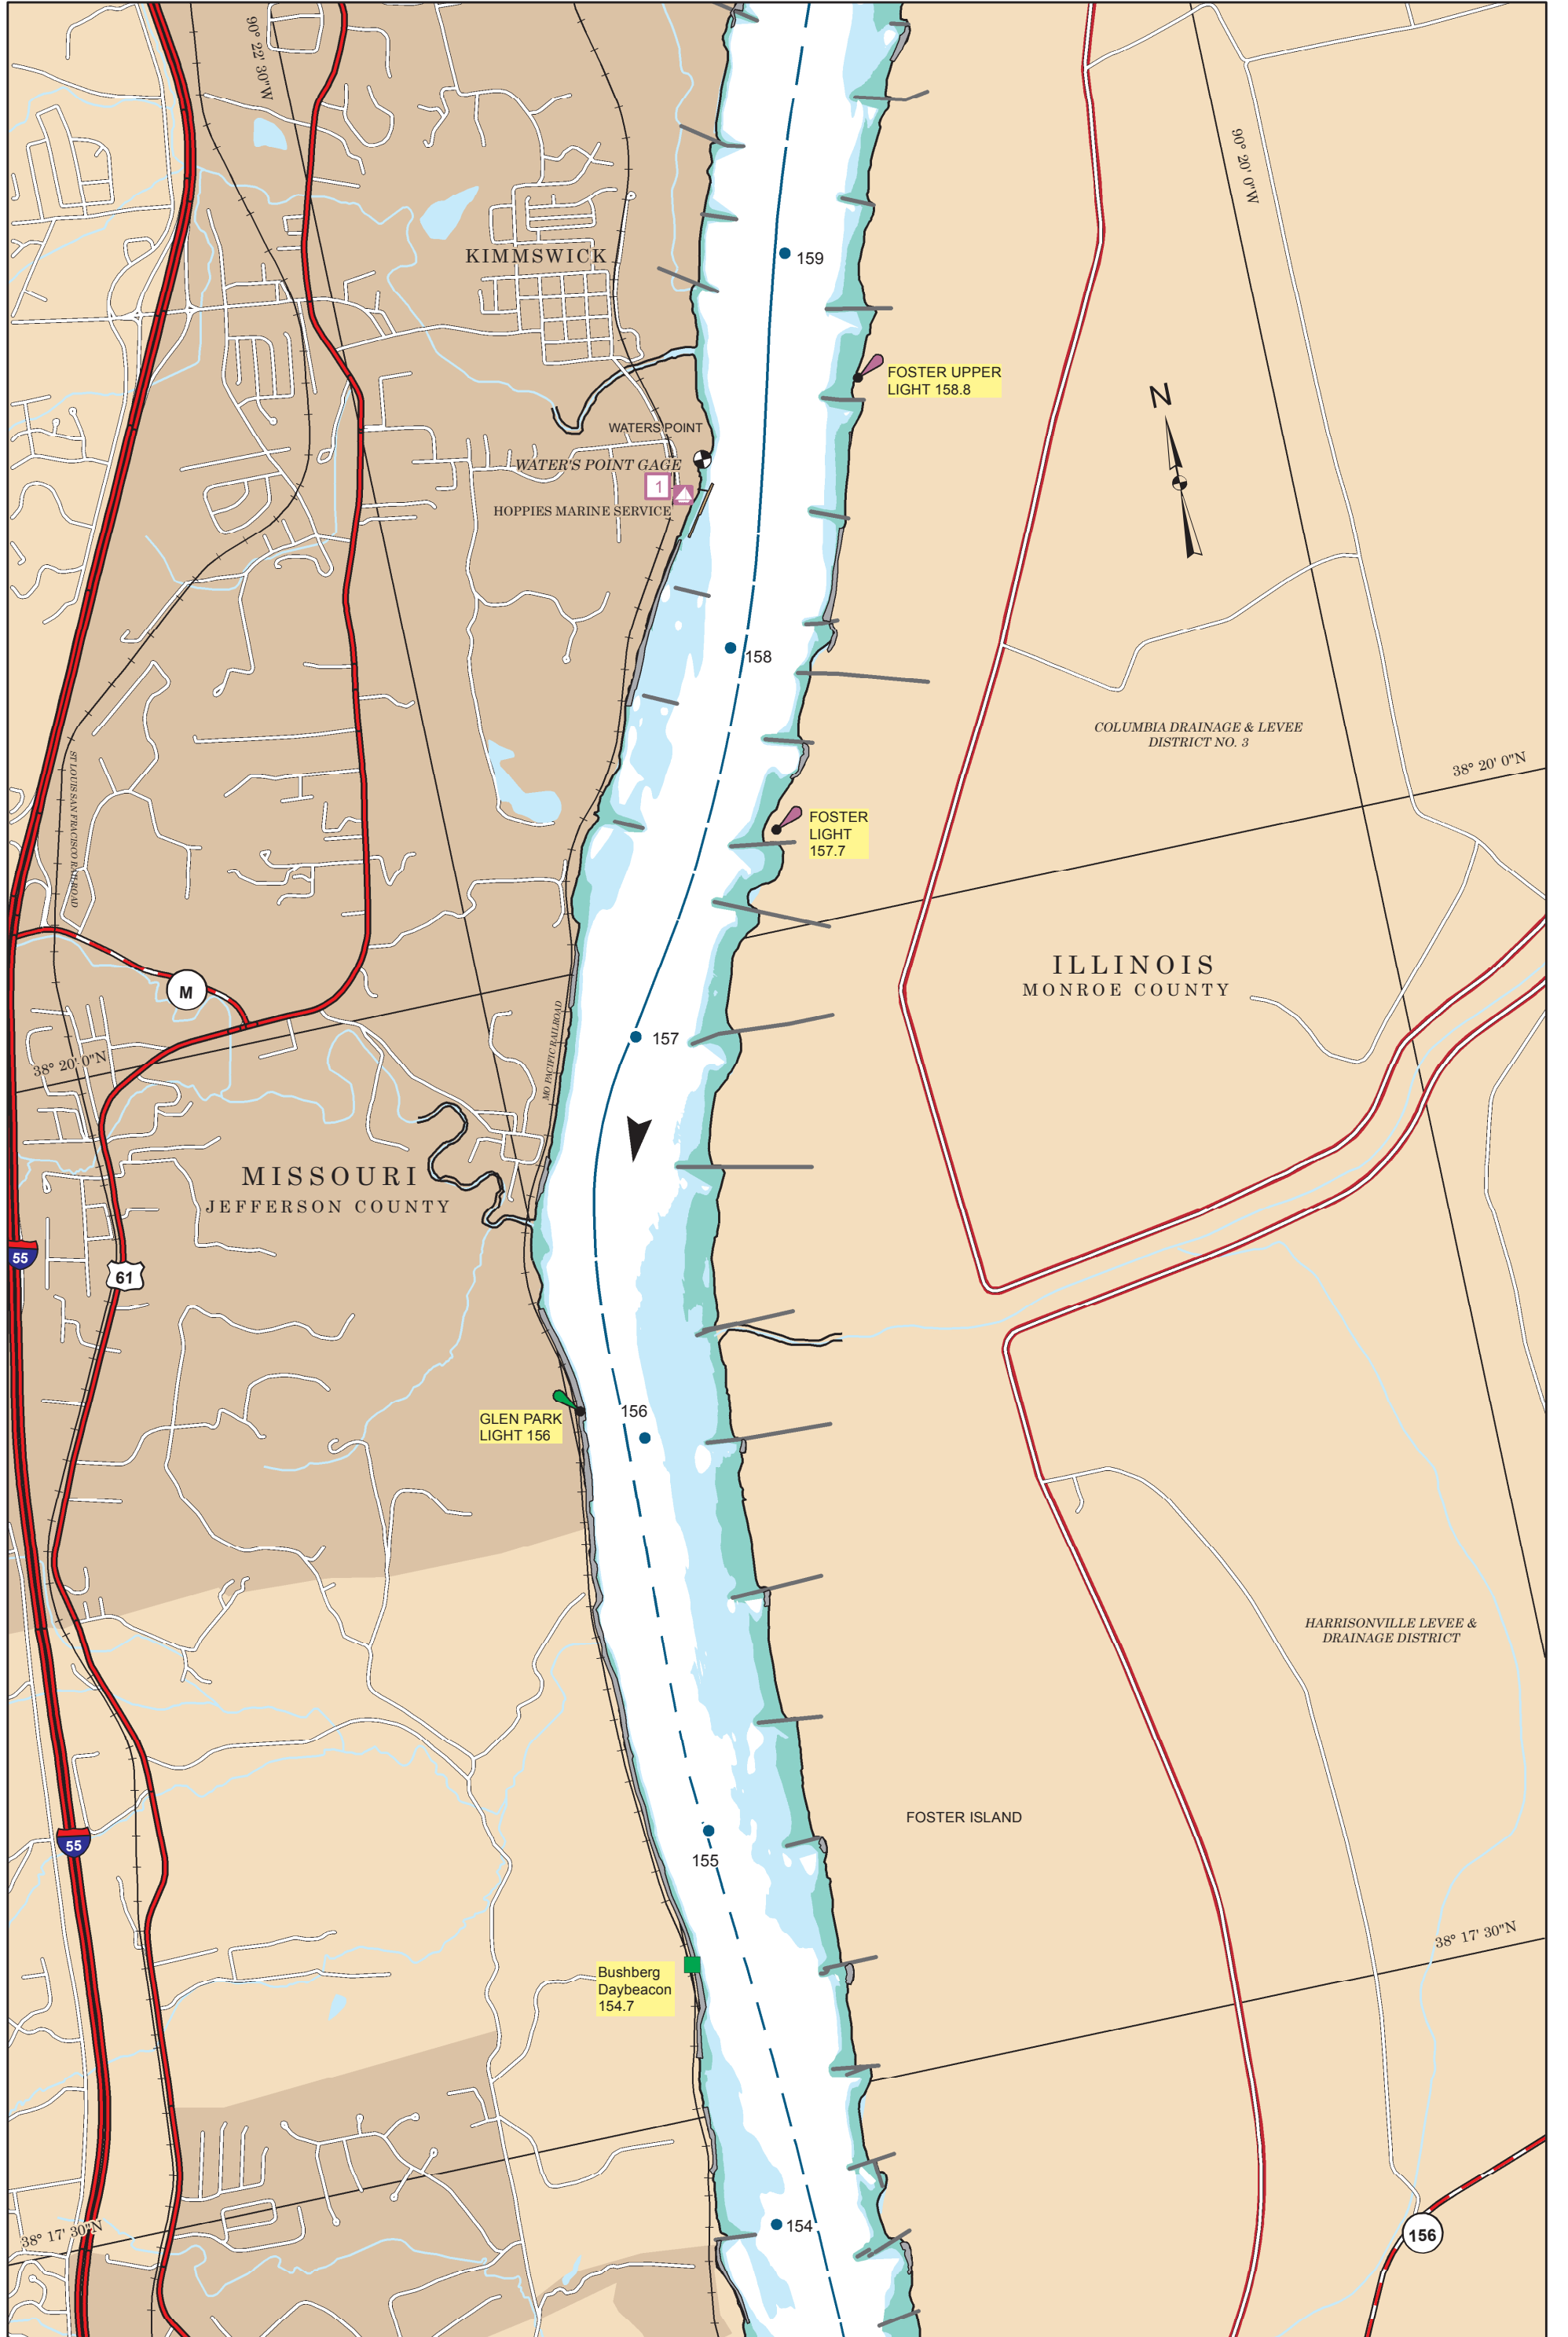 90° 22' 30"W
90° 20' 0"W
KIMMSWICK
159
FOSTER UPPER
LIGHT 158.8
N
WATERS POINT
WATER'S POINT GAGE
1
HOPPIES MARINE SERVICE
158
COLUMBIA DRAINAGE & LEVEE
DISTRICT NO. 3
38° 20' 0"N
ST LOUIS SAN FRACISCO RAILROAD
FOSTER
LIGHT
157.7
ILLINOIS
MONROE COUNTY
M
MO PACIFIC RAILROAD
157
38° 20' 0"N
MISSOURI
JEFFERSON COUNTY
55
61
156
GLEN PARK
LIGHT 156
HARRISONVILLE LEVEE &
DRAINAGE DISTRICT
FOSTER ISLAND
55
155
38° 17' 30"N
Bushberg
Daybeacon
154.7
154
38° 17' 30"N
156